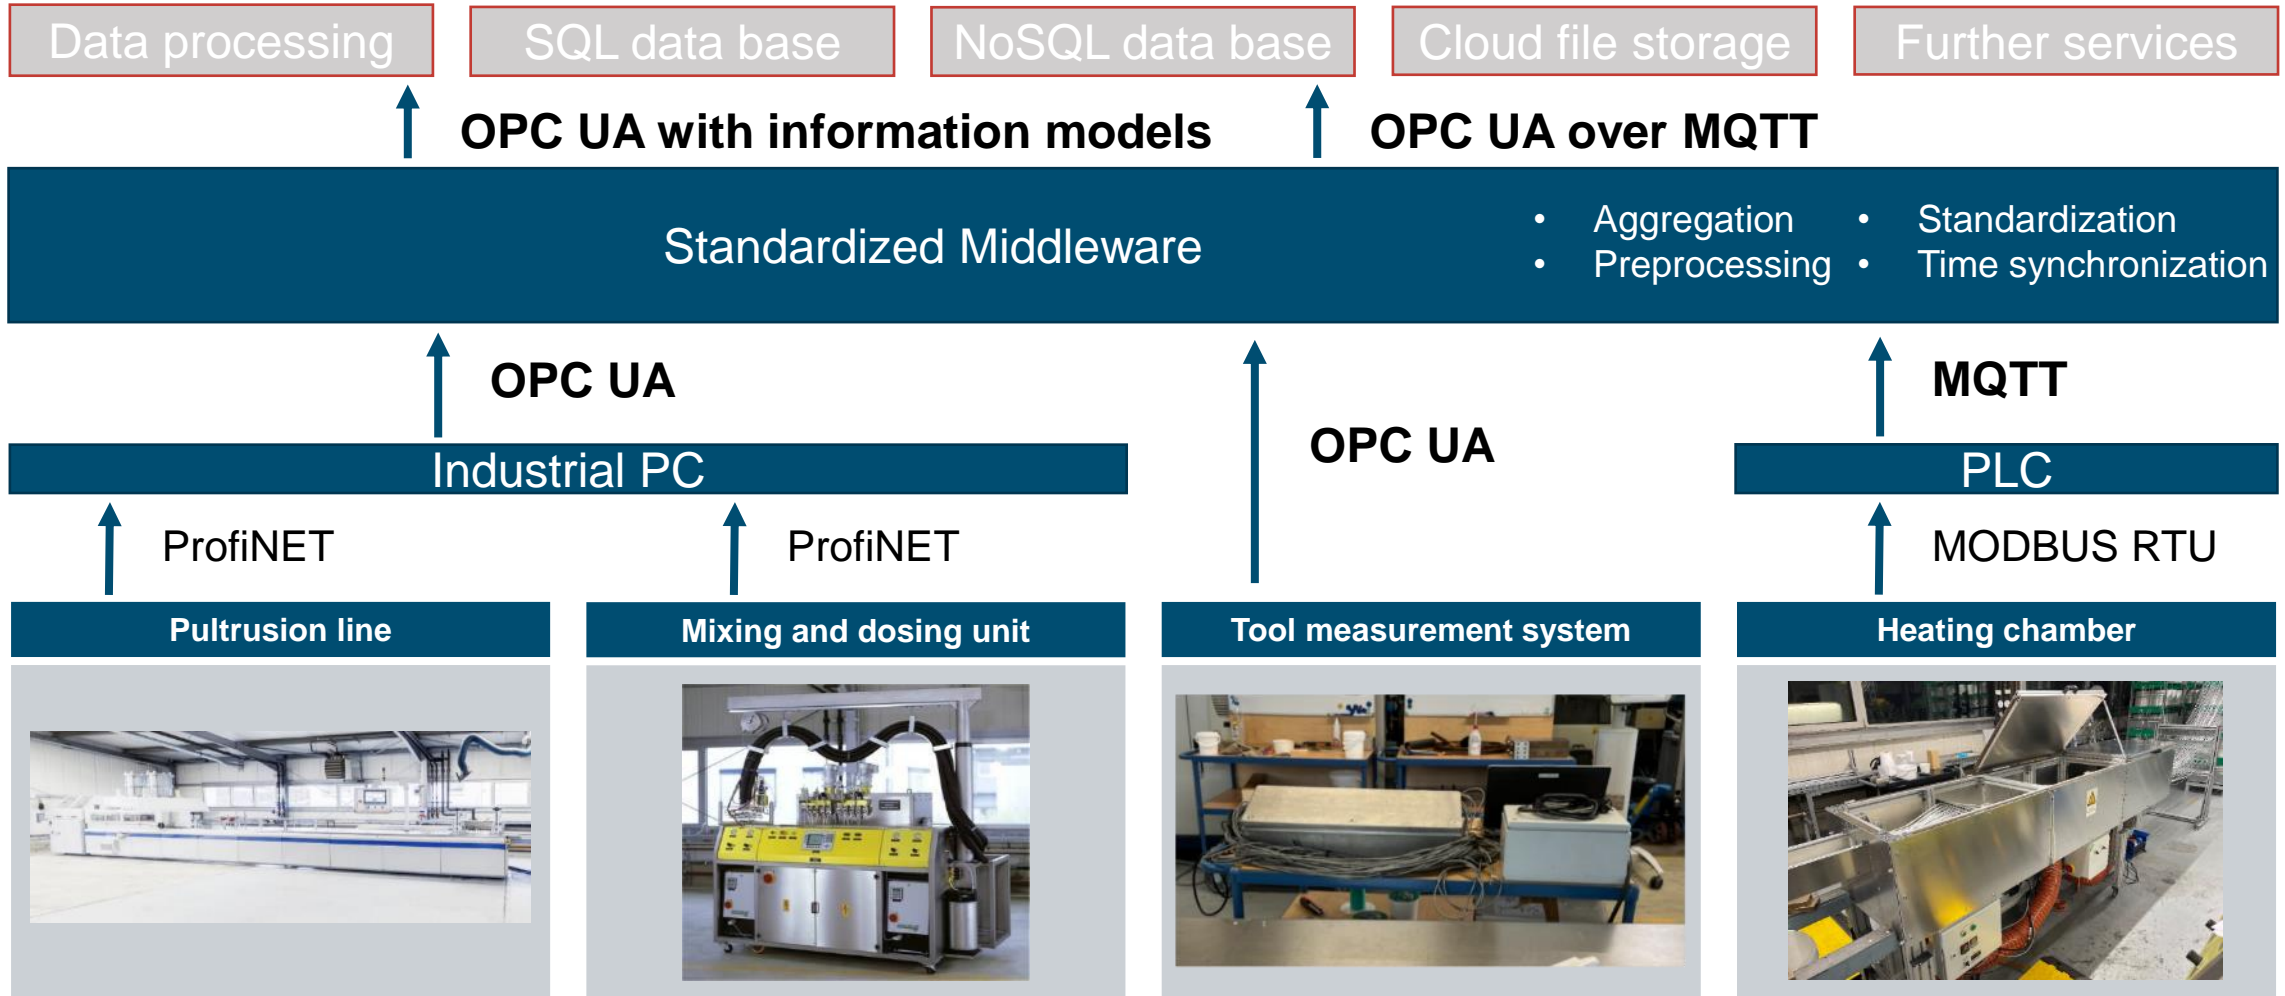 Data processing
SQL data base
NoSQL data base
Cloud file storage
Further services
OPC UA with information models
OPC UA over MQTT
Standardized Middleware
• Aggregation
• Preprocessing
• Standardization
• Time synchronization
OPC UA
OPC UA
MQTT
Industrial PC
PLC
ProfiNET
ProfiNET
MODBUS RTU
Pultrusion line
Mixing and dosing unit
Tool measurement system
Heating chamber